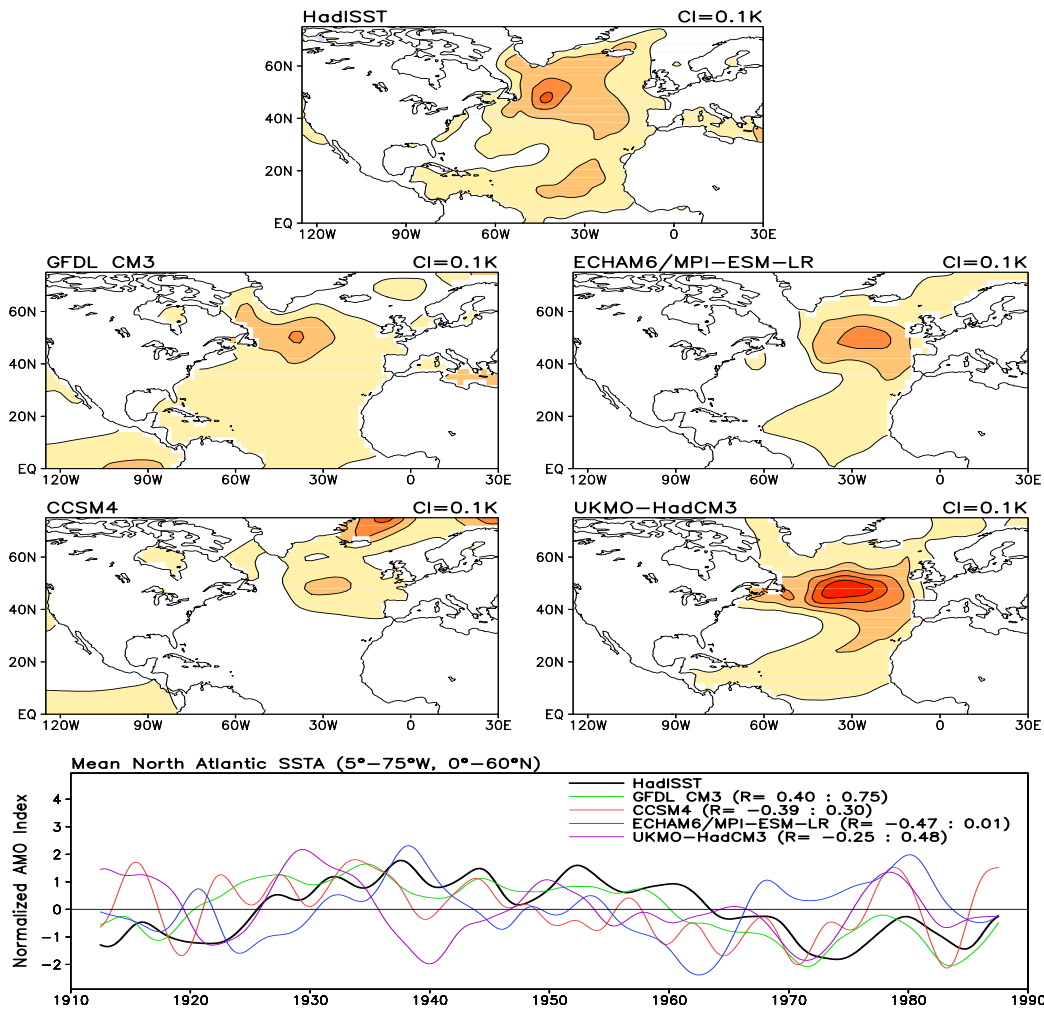 HadISST CI=0.1K
60N
40N
20N
EQ
120W 90W 60W 30W 0 30E
GFDL CM3 CI=0.1K
60N
40N
20N
EQ
120W 90W 60W 30W 0 30E
ECHAM6/MPI-ESM-LR CI=0.1K
60N
40N
20N
EQ
120W 90W 60W 30W 0 30E
CCSM4 CI=0.1K
60N
40N
20N
EQ
120W 90W 60W 30W 0 30E
UKMO-HadCM3 CI=0.1K
60N
40N
20N
EQ
120W 90W 60W 30W 0 30E
Mean North Atlantic SSTA (5°-75°W, 0°-60°N)
HadISST
GFDL CM3 (R= 0.40 : 0.75)
CCSM4 (R= -0.39 : 0.30)
ECHAM6/MPI-ESM-LR (R= -0.47 : 0.01)
UKMO-HadCM3 (R= -0.25 : 0.48)
Normalized AMO Index
4
3
2
1
0
-1
-2
1910 1920 1930 1940 1950 1960 1970 1980 1990